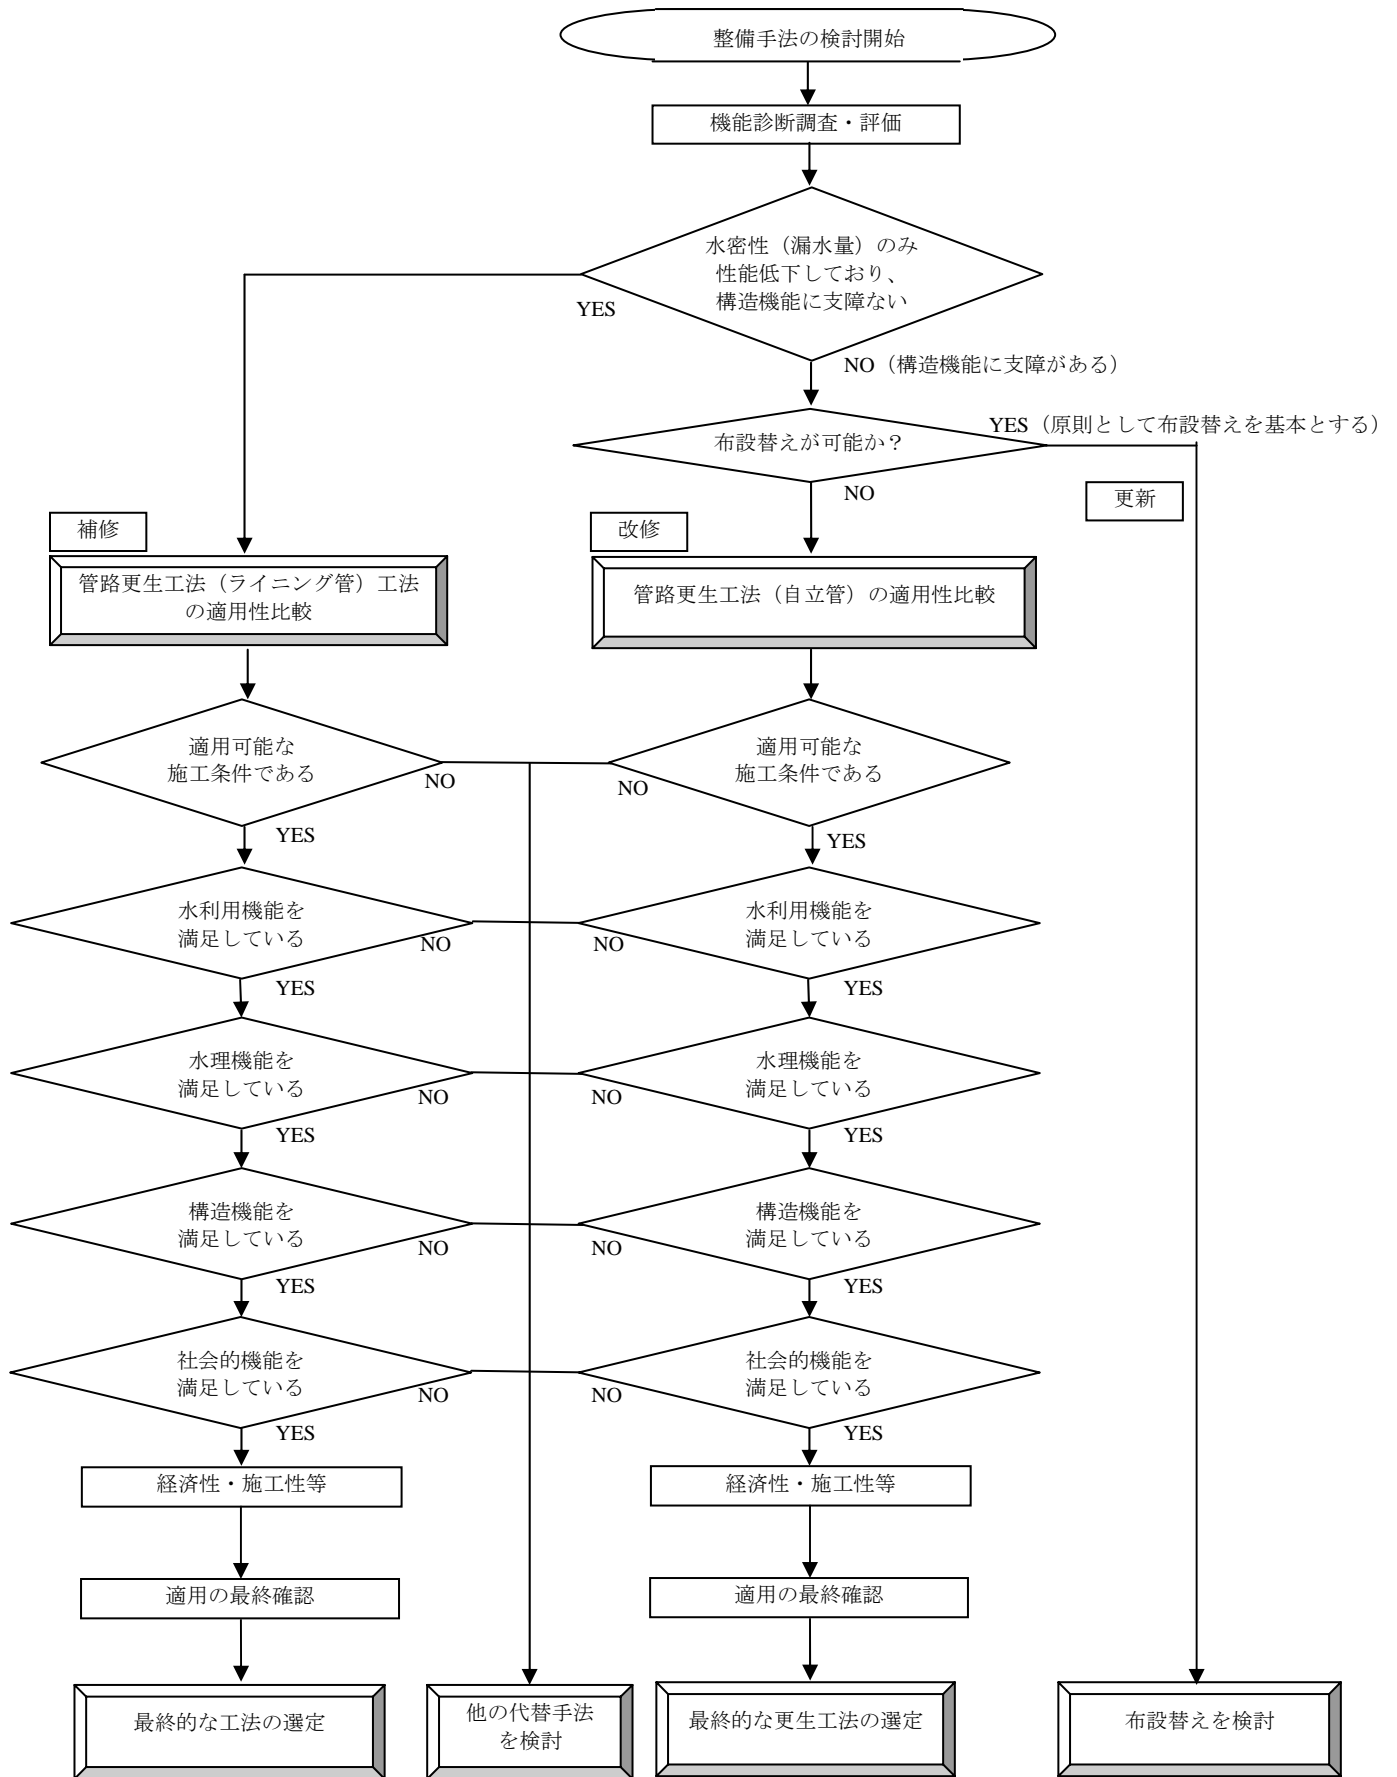 整備手法の検討開始
機能診断調査・評価
水密性（漏水量）のみ
性能低下しており、
構造機能に支障ない
YES
NO（構造機能に支障がある）
YES（原則として布設替えを基本とする）
布設替えが可能か？
NO
更新
補修
改修
管路更生工法（ライニング管）工法
の適用性比較
管路更生工法（自立管）の適用性比較
適用可能な
施工条件である
NO
YES
適用可能な
施工条件である
NO
YES
水利用機能を
満足している
NO
YES
水利用機能を
満足している
NO
YES
水理機能を
満足している
NO
YES
水理機能を
満足している
NO
YES
構造機能を
満足している
NO
YES
構造機能を
満足している
NO
YES
社会的機能を
満足している
NO
YES
社会的機能を
満足している
NO
YES
経済性・施工性等
経済性・施工性等
適用の最終確認
適用の最終確認
最終的な工法の選定
他の代替手法
を検討
最終的な更生工法の選定
布設替えを検討